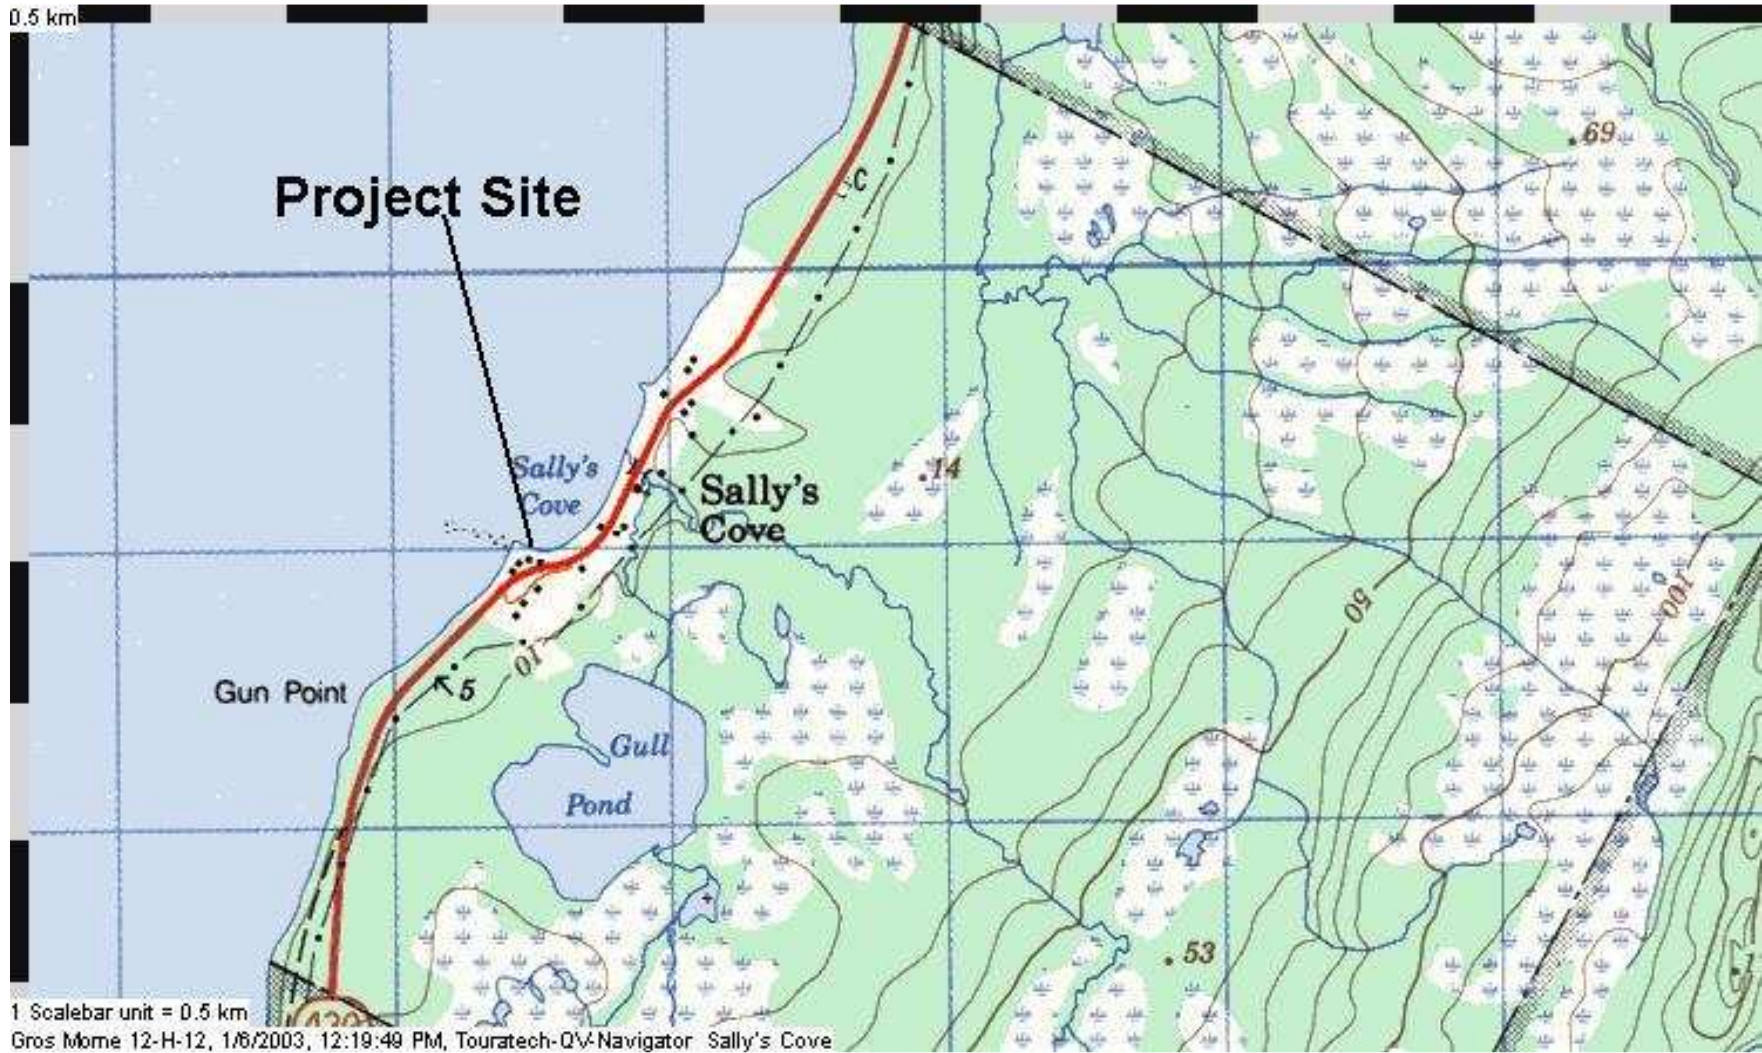 0.5 km
69
C
Project Site
Sally's
Cove
14
Sally's
Cove
50
100
10
5
Gun Point
Gull
Pond
53
430
1 Scalebar unit = 0.5 km
Gros Morne 12-H-12, 1/6/2003, 12:19:49 PM, Touratech-QV-Navigator Sally's Cove